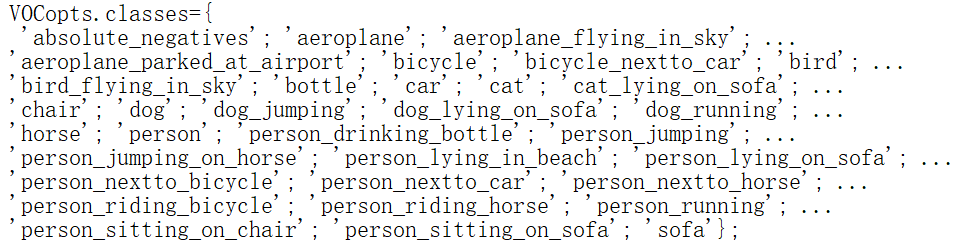 VOCopts.classes={
'absolute_negatives'; 'aeroplane'; 'aeroplane_flying_in_sky'; ...
'aeroplane_parked_at_airport'; 'bicycle'; 'bicycle_nextto_car'; 'bird'; ...
'bird_flying_in_sky'; 'bottle'; 'car'; 'cat'; 'cat_lying_on_sofa'; ...
'chair'; 'dog'; 'dog_jumping'; 'dog_lying_on_sofa'; 'dog_running'; ...
'horse'; 'person'; 'person_drinking_bottle'; 'person_jumping'; ...
'person_jumping_on_horse'; 'person_lying_in_beach'; 'person_lying_on_sofa'; ...
'person_nextto_bicycle'; 'person_nextto_car'; 'person_nextto_horse'; ...
'person_riding_bicycle'; 'person_riding_horse'; 'person_running'; ...
'person_sitting_on_chair'; 'person_sitting_on_sofa'; 'sofa'};